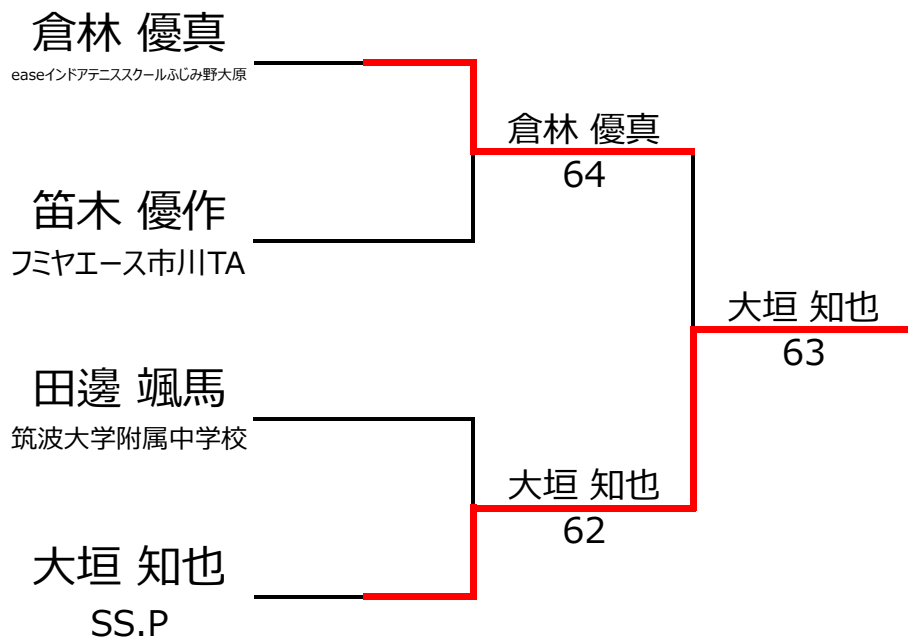 倉林 優真
easeインドアテニススクールふじみ野大原
倉林 優真
64
笛木 優作
フミヤエース市川TA
大垣 知也
63
田邊 颯馬
筑波大学附属中学校
大垣 知也
62
大垣 知也
SS.P